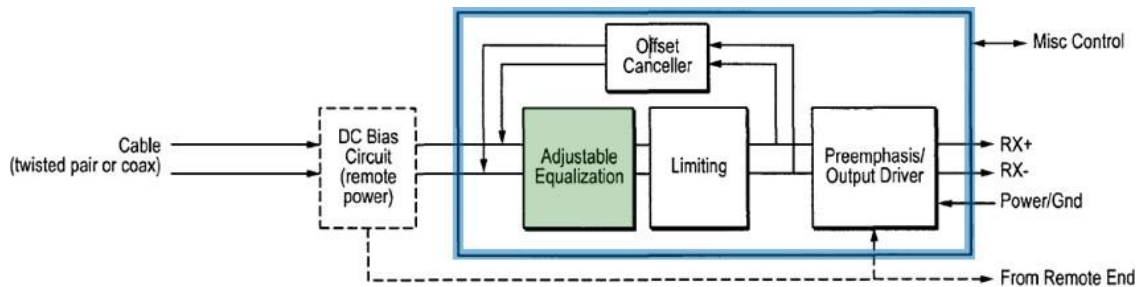 Offset
Canceller
Misc Control
Cable
(twisted pair or coax)
DC Bias
Circuit
(remote
power)
Adjustable
Equalization
Limiting
Preemphasis/
Output Driver
RX+
RX-
Power/Gnd
From Remote End